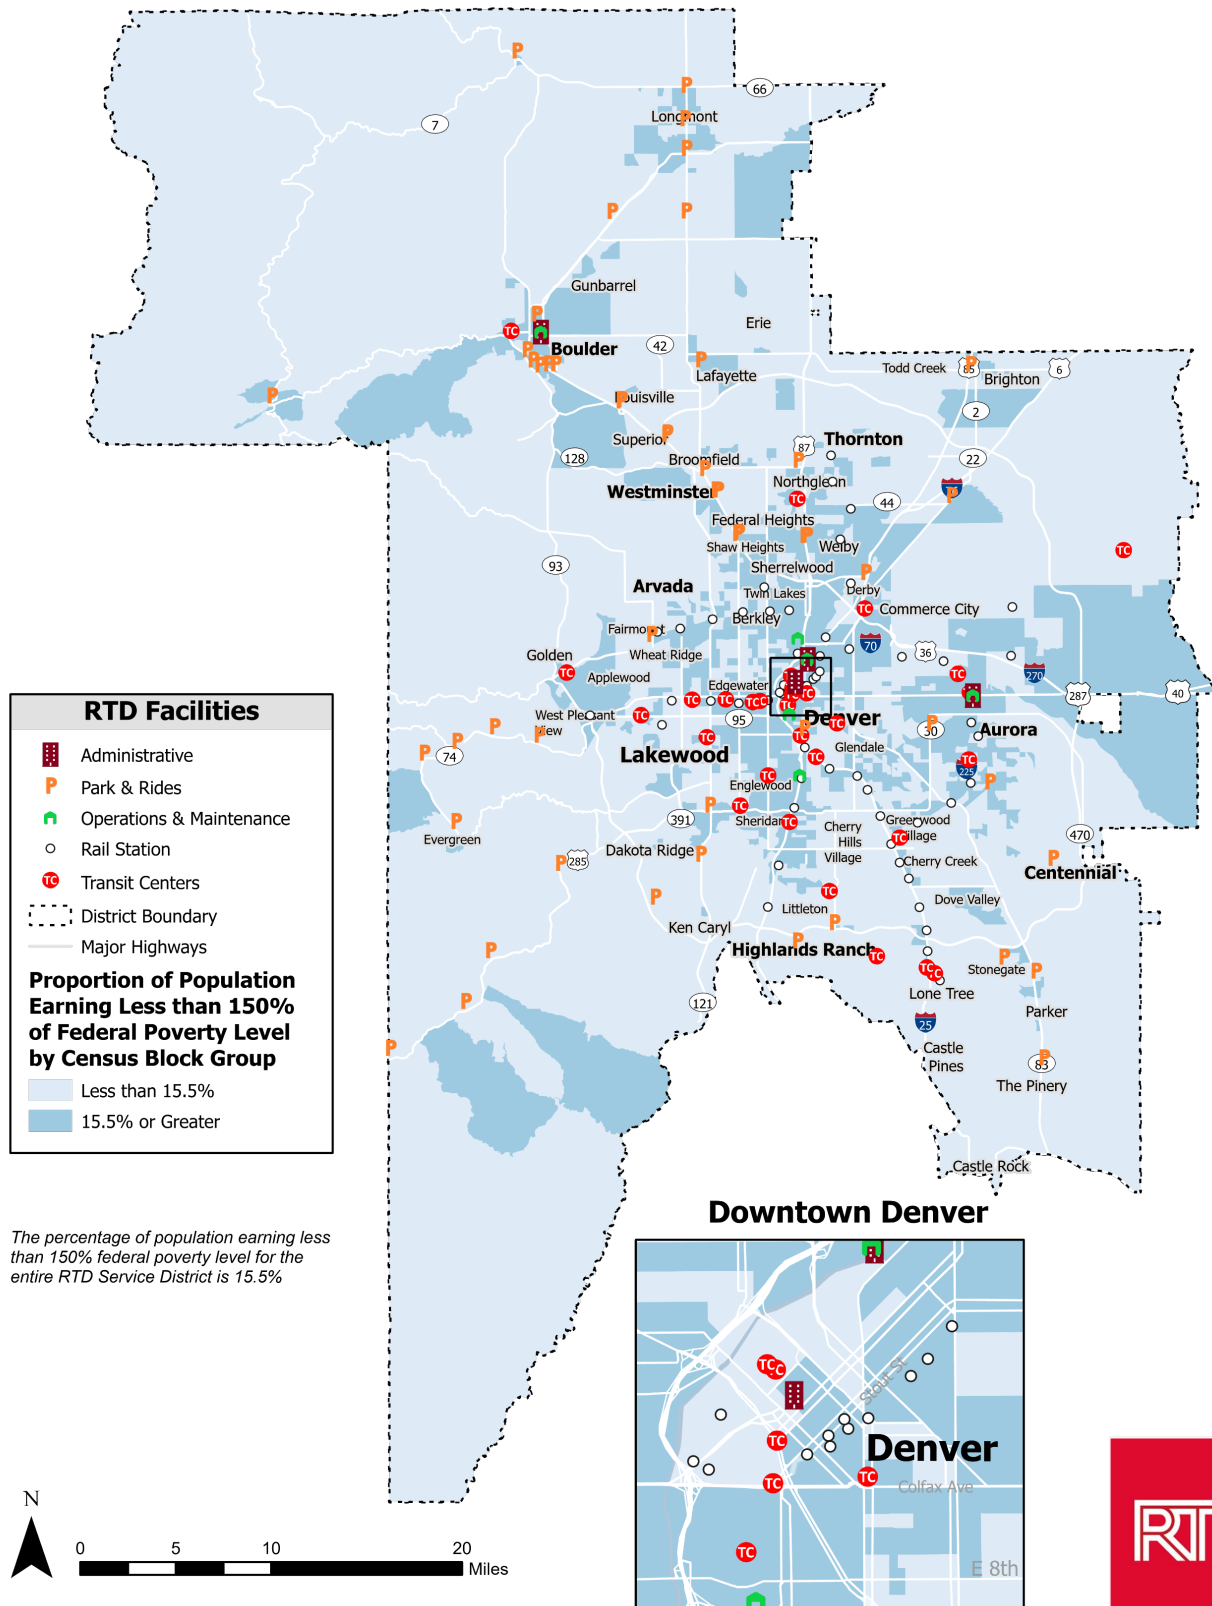 66
7
Longmont
Gunbarrel
Erie
42
Boulder
Lafayette
Todd Creek
85
Brighton
6
Louisville
2
Superior
87
Thornton
128
Broomfield
22
Westminster
Northglenn
44
Federal Heights
Shaw Heights
Welby
TC
93
Sherrelwood
Arvada
Twin Lakes
Derby
Berkley
Commerce City
Fairmount
70
36
Golden
Wheat Ridge
Applewood
Edgewater
270
287
40
West Pleasant
View
95
Denver
30
Aurora
74
Lakewood
Glendale
225
Englewood
391
Sheridan
Greenwood
Village
Cherry
Hills
Village
470
Evergreen
285
Dakota Ridge
Cherry Creek
Centennial
Littleton
Dove Valley
Ken Caryl
Highlands Ranch
Stonegate
121
Lone Tree
25
Parker
Castle
Pines
83
The Pinery
Castle Rock
RTD Facilities
Administrative
P Park & Rides
Operations & Maintenance
Rail Station
TC Transit Centers
District Boundary
Major Highways
Proportion of Population
Earning Less than 150%
of Federal Poverty Level
by Census Block Group
Less than 15.5%
15.5% or Greater
The percentage of population earning less
than 150% federal poverty level for the
entire RTD Service District is 15.5%
N
0 5 10 20
Miles
Downtown Denver
TC
Stout St
TC
Denver
TC
TC
Colfax Ave
TC
E 8th
RT